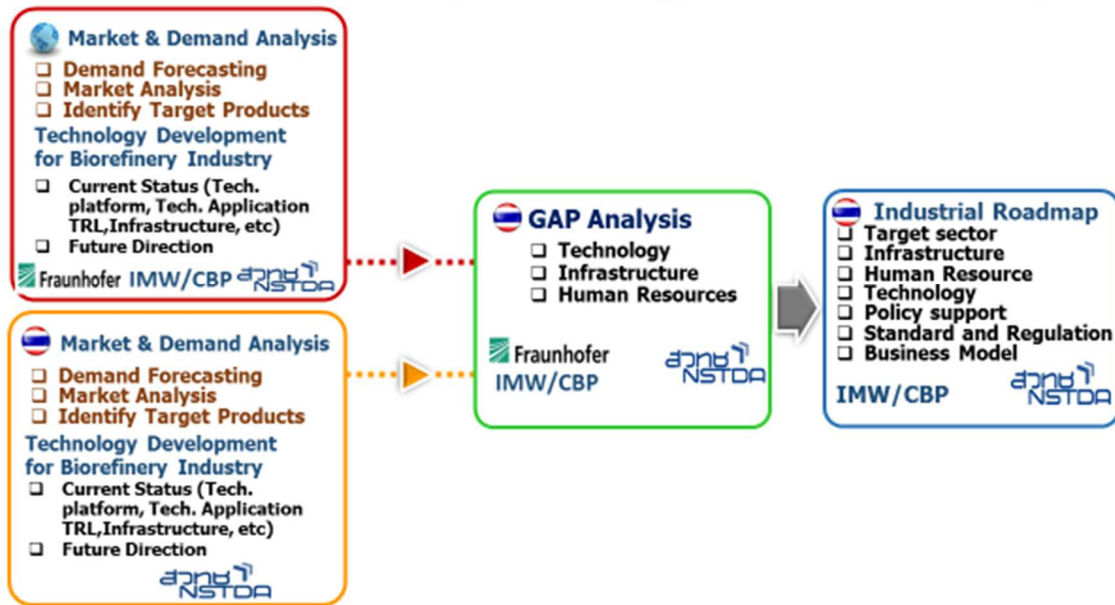 Market & Demand Analysis
❑ Demand Forecasting
❑ Market Analysis
❑ Identify Target Products
Technology Development
for Biorefinery Industry
❑ Current Status (Tech.
platform, Tech. Application
TRL,Infrastructure, etc)
❑ Future Direction
Fraunhofer IMW/CBP สวทช NSTDA
Market & Demand Analysis
❑ Demand Forecasting
❑ Market Analysis
❑ Identify Target Products
Technology Development
for Biorefinery Industry
❑ Current Status (Tech.
platform, Tech. Application
TRL,Infrastructure, etc)
❑ Future Direction
สวทช
NSTDA
GAP Analysis
❑ Technology
❑ Infrastructure
❑ Human Resources
Fraunhofer
IMW/CBP
สวทช
NSTDA
Industrial Roadmap
❑ Target sector
❑ Infrastructure
❑ Human Resource
❑ Technology
❑ Policy support
❑ Standard and Regulation
❑ Business Model
IMW/CBP
สวทช
NSTDA